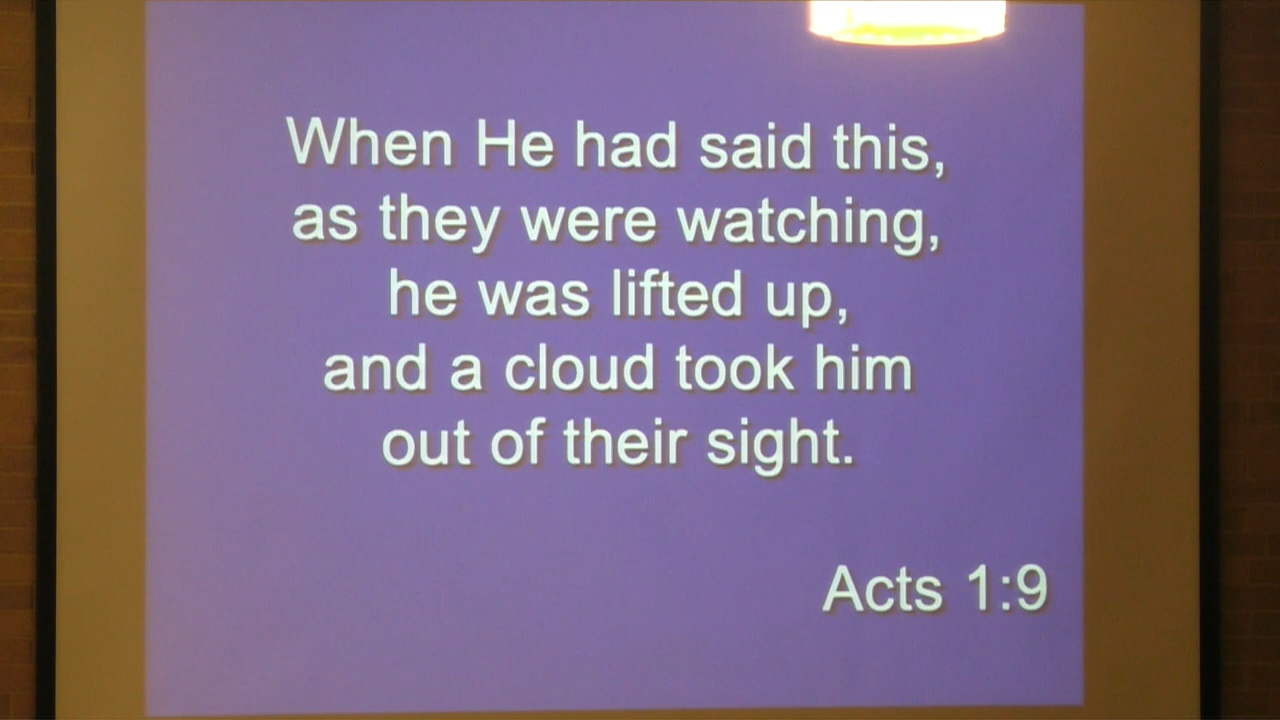 When He had said this,
as they were watching,
he was lifted up,
and a cloud took him
out of their sight.
Acts 1:9